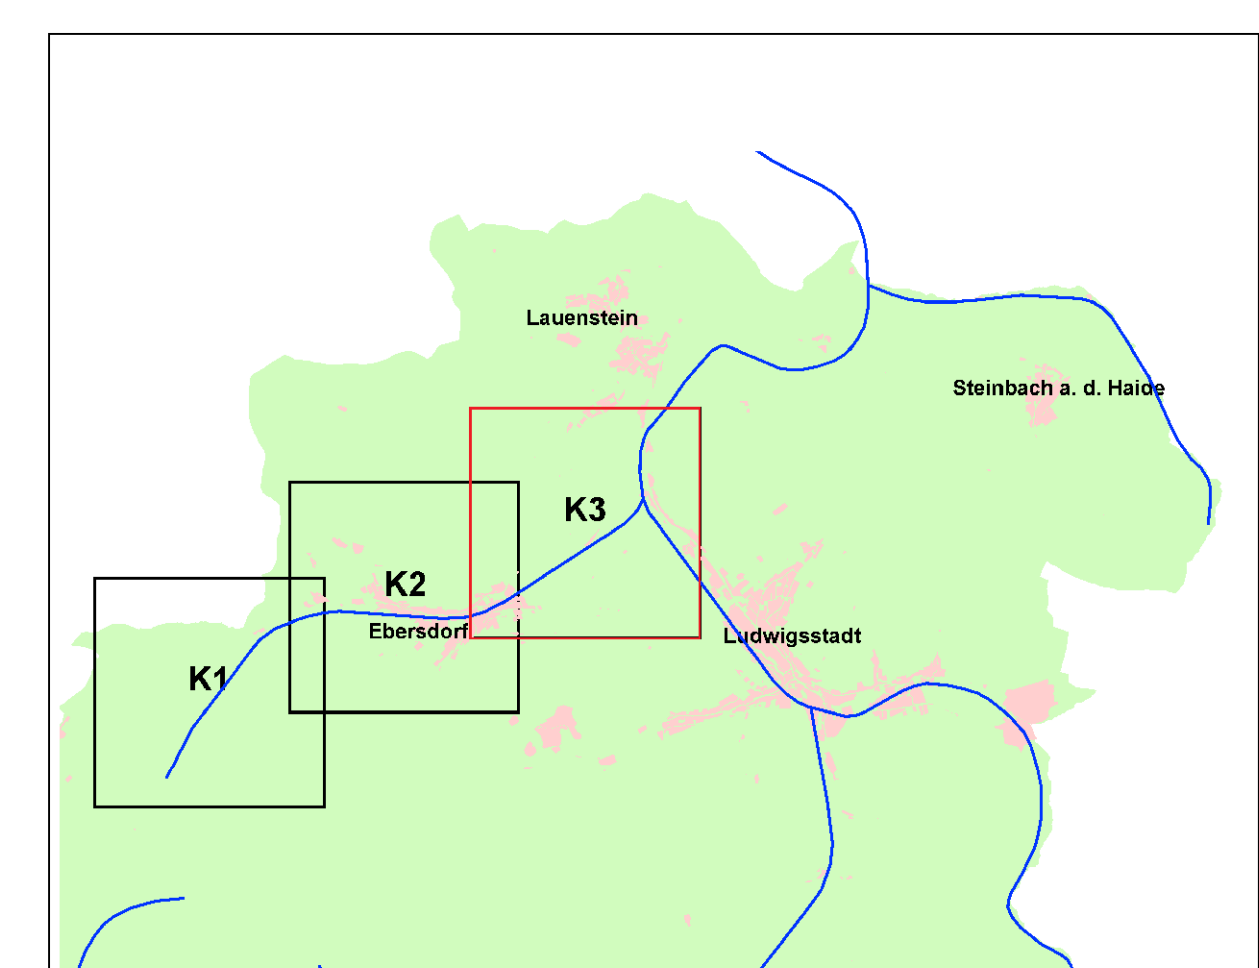 Lauenstein
Steinbach a. d. Haide
K3
K2
Ebersdorf
Ludwigsstadt
K1